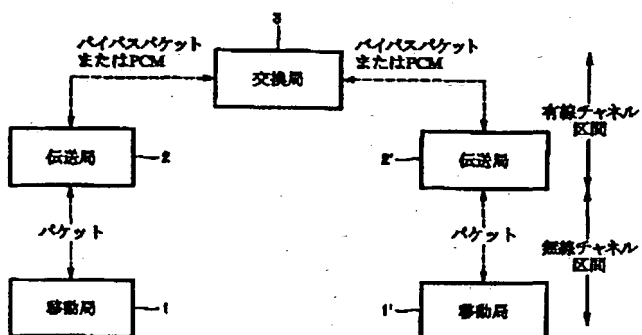 3
バイパスパケット
またはPCM
交換局
バイパスパケット
またはPCM
有線チャネル
区間
伝送局
2
2'
伝送局
パケット
パケット
無線チャネル
区間
移動局
1
1'
移動局